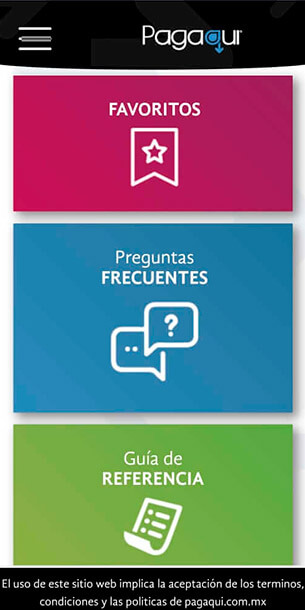 Pagaqui
FAVORITOS
Preguntas
FRECUENTES
?
Guía de
REFERENCIA
El uso de este sitio web implica la aceptación de los terminos,
condiciones y las politicas de pagaqui.com.mx